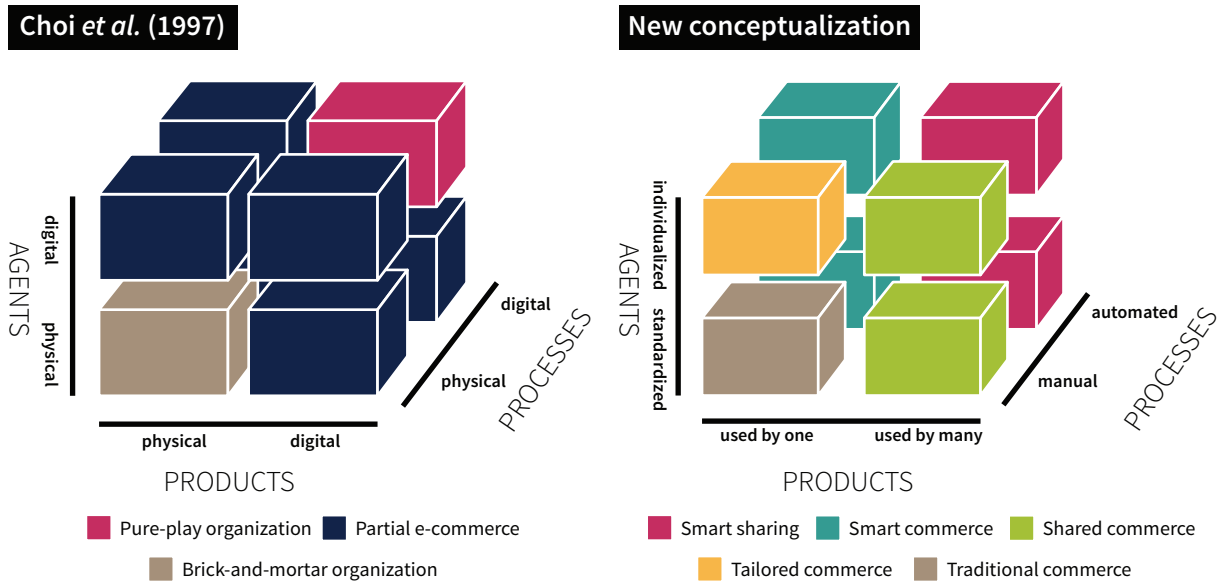 Choi et al. (1997)
AGENTS
digital
physical
digital
physical
PROCESSES
physical
digital
PRODUCTS
Pure-play organization
Partial e-commerce
Brick-and-mortar organization
New conceptualization
AGENTS
individualized
standardized
automated
manual
PROCESSES
used by one
used by many
PRODUCTS
Smart sharing
Smart commerce
Shared commerce
Tailored commerce
Traditional commerce